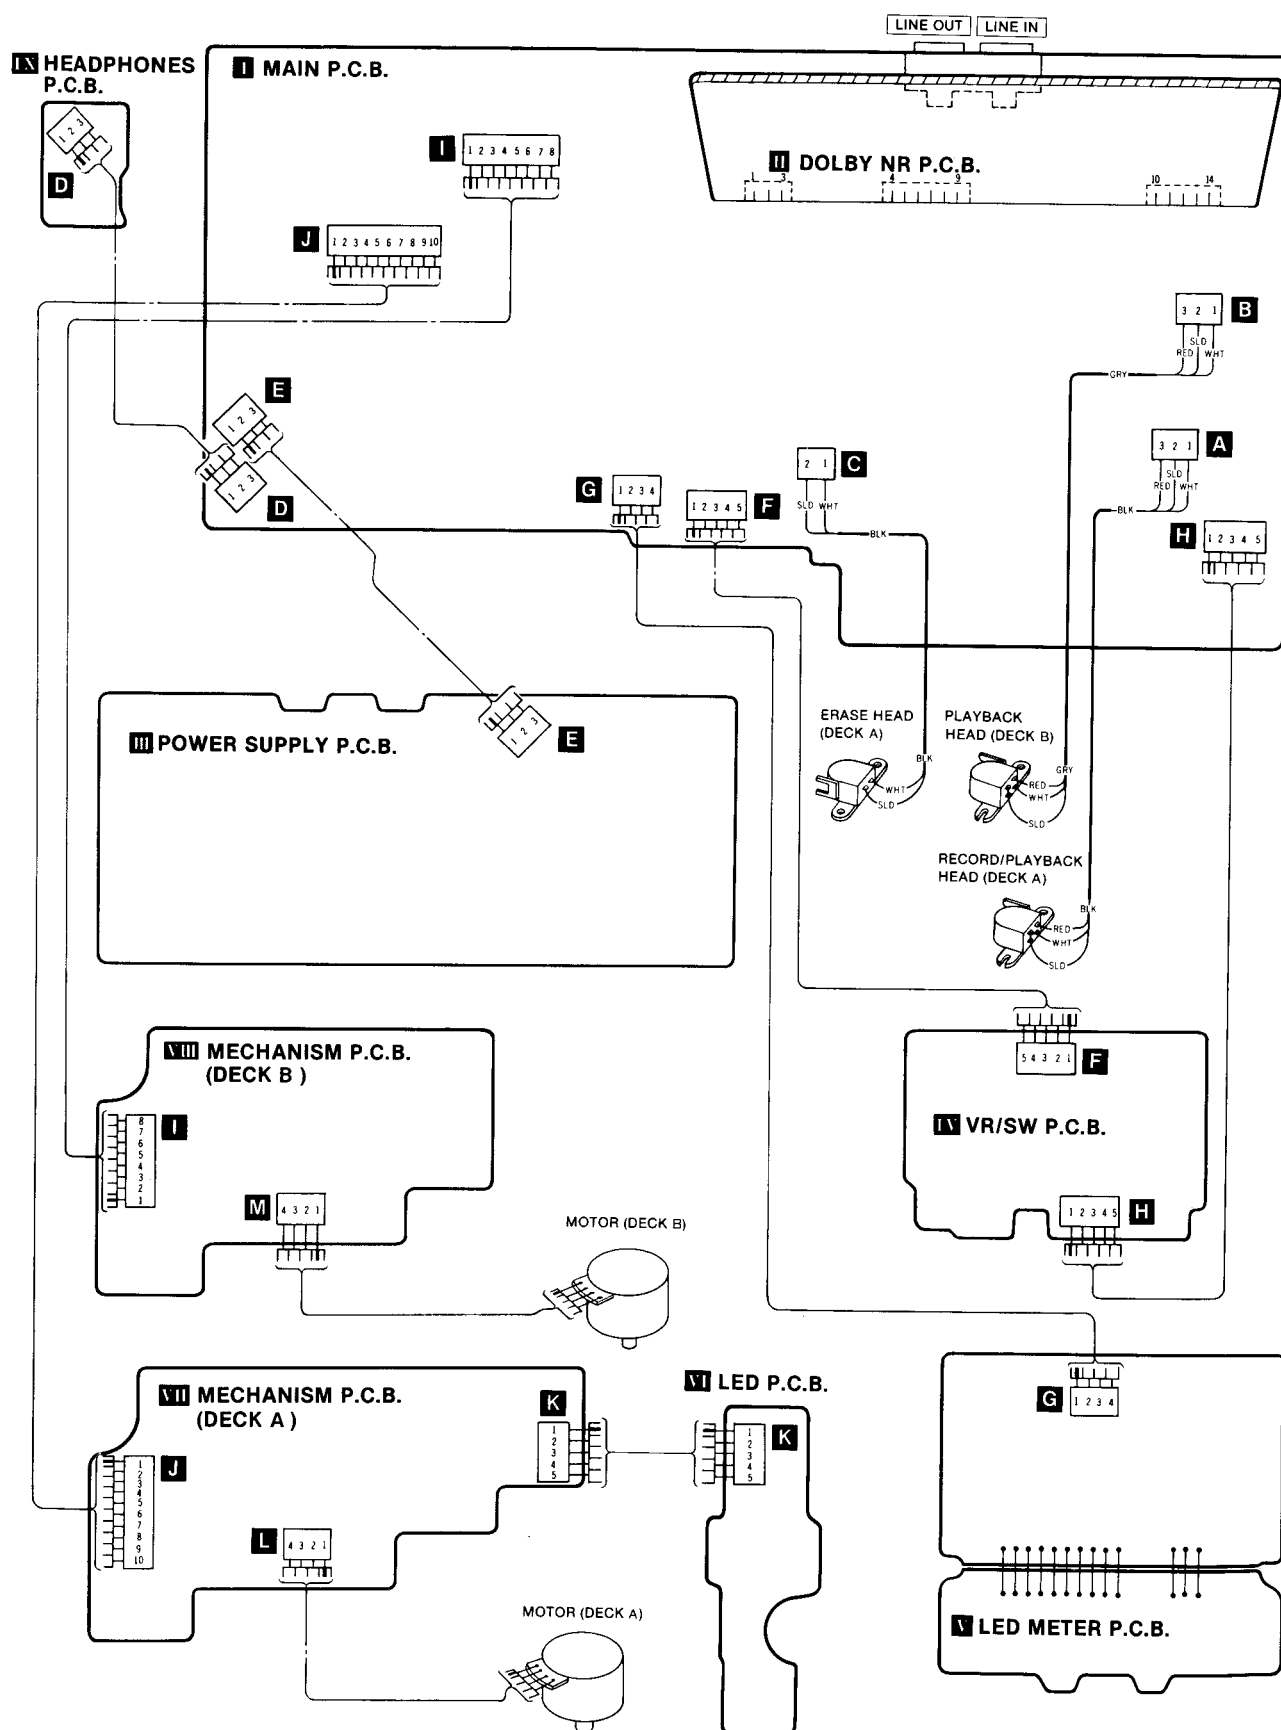 LINE OUT LINE IN
IX HEADPHONES
P.C.B.
I MAIN P.C.B.
1 2 3
D
I
1 2 3 4 5 6 7 8
II DOLBY NR P.C.B.
1 3 4 9 10 14
J
1 2 3 4 5 6 7 8 9 10
3 2 1
B
SLD
RED WHT
GRY
E
1 2 3
1 2 3
D
3 2 1
A
SLD
RED WHT
BLK
2 1
C
SLD WHT
BLK
G
1 2 3 4
1 2 3 4 5
F
H
1 2 3 4 5
III POWER SUPPLY P.C.B.
1 2 3
E
ERASE HEAD
(DECK A)
BLK
WHT
SLD
PLAYBACK
HEAD (DECK B)
GRY
RED
WHT
SLD
RECORD/PLAYBACK
HEAD (DECK A)
BLK
RED
WHT
SLD
VIII MECHANISM P.C.B.
(DECK B )
8
7
6
5
4
3
2
1
I
M
4 3 2 1
MOTOR (DECK B)
5 4 3 2 1
F
IV VR/SW P.C.B.
1 2 3 4 5
H
VII MECHANISM P.C.B.
(DECK A )
K
1
2
3
4
5
1
2
3
4
5
6
7
8
9
10
J
L
4 3 2 1
MOTOR (DECK A)
VI LED P.C.B.
1
2
3
4
5
K
G
1 2 3 4
V LED METER P.C.B.